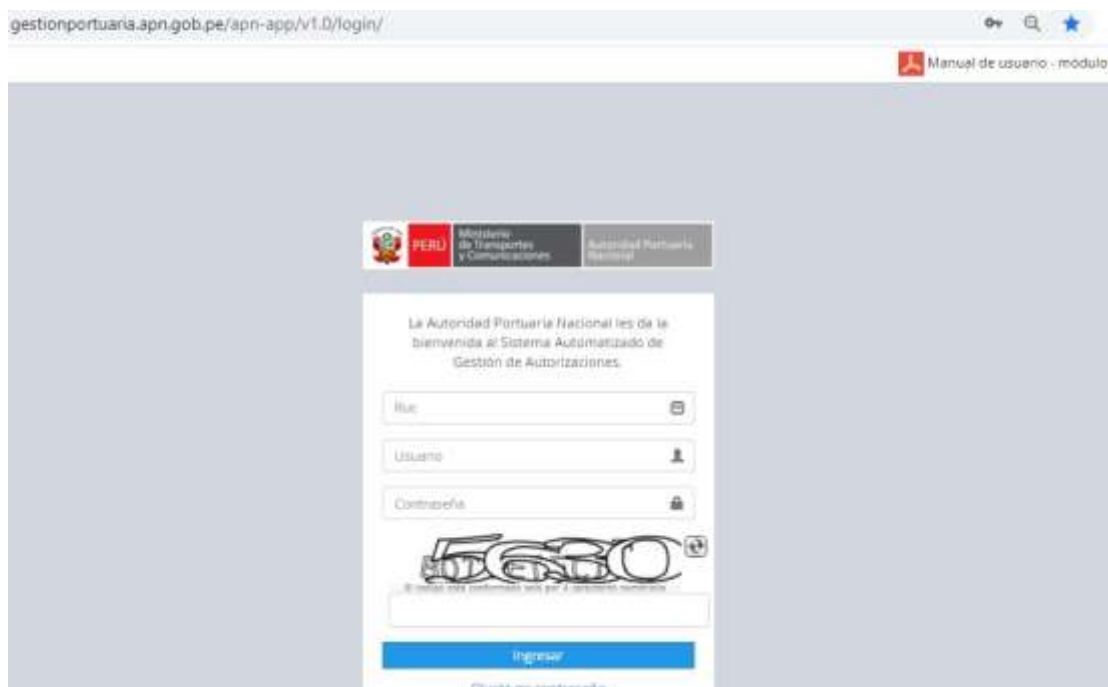 gestionportuaria.apn.gob.pe/apn-app/v1.0/login/
Manual de usuario - modulo
PERÚ
Ministerio
de Transportes
y Comunicaciones
Autoridad Portuaria
Nacional
La Autoridad Portuaria Nacional les da la
bienvenida al Sistema Automatizado de
Gestión de Autorizaciones.
Ruc
Usuario
Contraseña
Ingresar